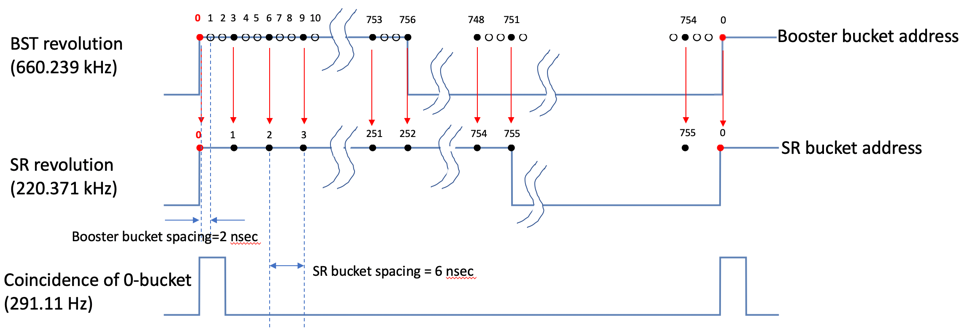 0 1 2 3 4 5 6 7 8 9 10 753 756 748 751 754 0
BST revolution
(660.239 kHz)
Booster bucket address
0 1 2 3 251 252 754 755 755 0
SR revolution
(220.371 kHz)
SR bucket address
Booster bucket spacing=2 nsec
SR bucket spacing = 6 nsec
Coincidence of 0-bucket
(291.11 Hz)